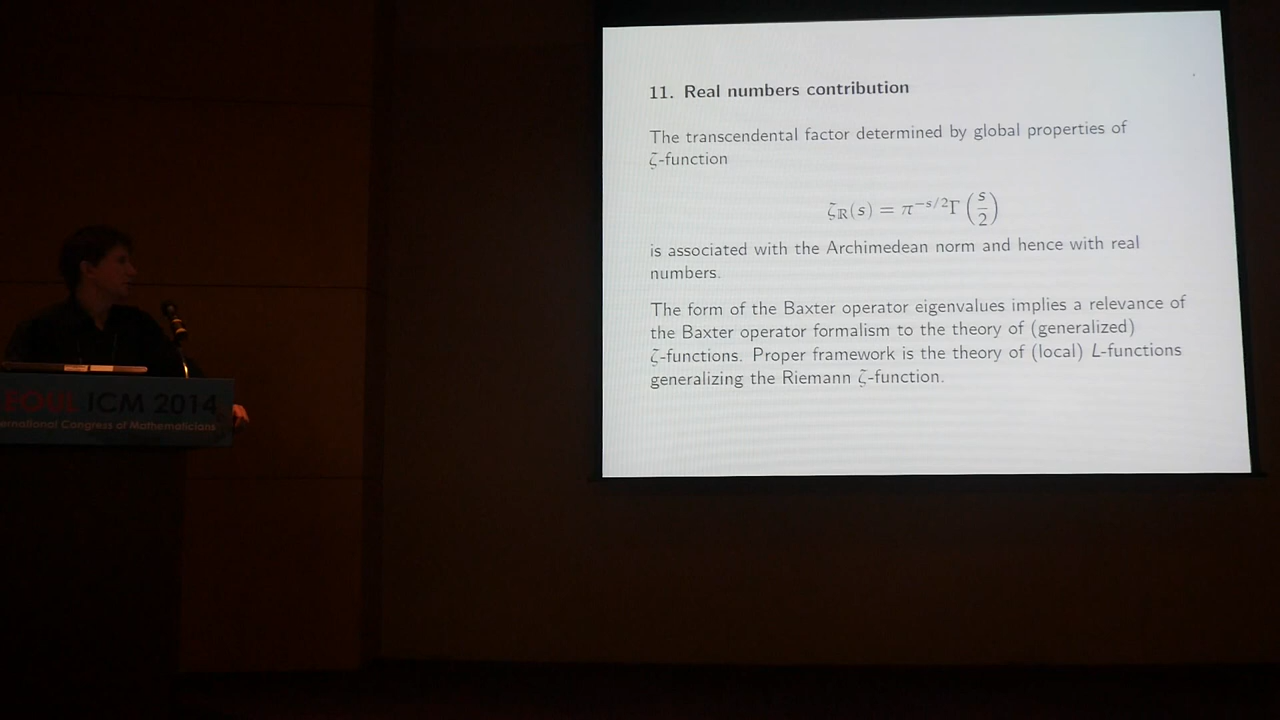 11. Real numbers contribution
The transcendental factor determined by global properties of
ζ-function
ζℝ(s) = π^{-s/2}Γ(s/2)
is associated with the Archimedean norm and hence with real
numbers.
The form of the Baxter operator eigenvalues implies a relevance of
the Baxter operator formalism to the theory of (generalized)
ζ-functions. Proper framework is the theory of (local) L-functions
generalizing the Riemann ζ-function.
EOUL ICM 2014
ernational Congress of Mathematicians